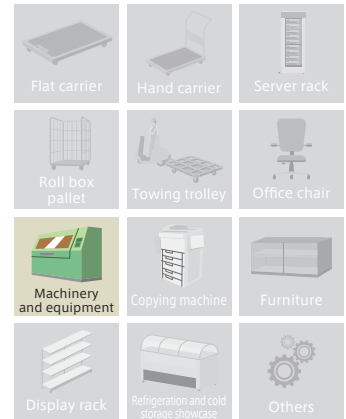 Flat carrier
Hand carrier
Server rack
Roll box
pallet
Towing trolley
Office chair
Machinery
and equipment
Copying machine
Furniture
Display rack
Refrigeration and cold
storage showcase
Others